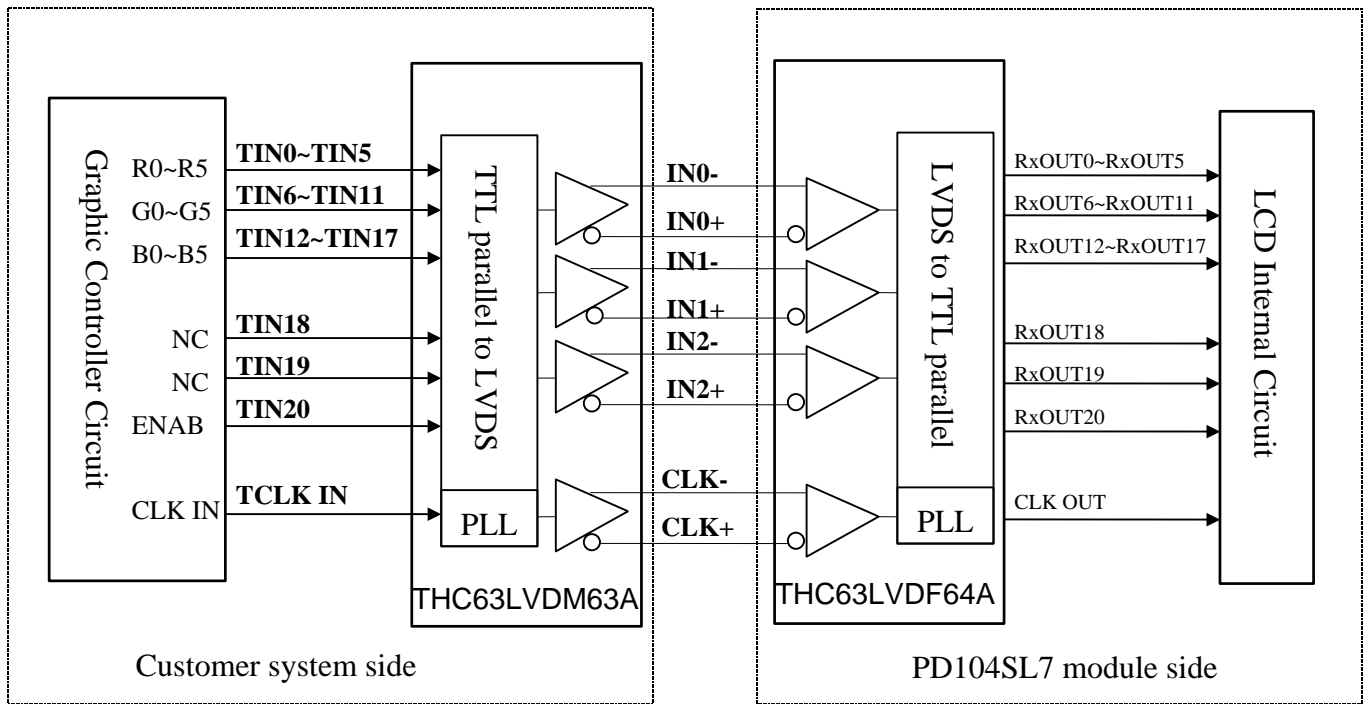 Graphic Controller Circuit
R0~R5
G0~G5
B0~B5
NC
NC
ENAB
CLK IN
TIN0~TIN5
TIN6~TIN11
TIN12~TIN17
TIN18
TIN19
TIN20
TCLK IN
TTL parallel to LVDS
PLL
THC63LVDM63A
Customer system side
IN0-
IN0+
IN1-
IN1+
IN2-
IN2+
CLK-
CLK+
LVDS to TTL parallel
PLL
THC63LVDF64A
RxOUT0~RxOUT5
RxOUT6~RxOUT11
RxOUT12~RxOUT17
RxOUT18
RxOUT19
RxOUT20
CLK OUT
LCD Internal Circuit
PD104SL7 module side